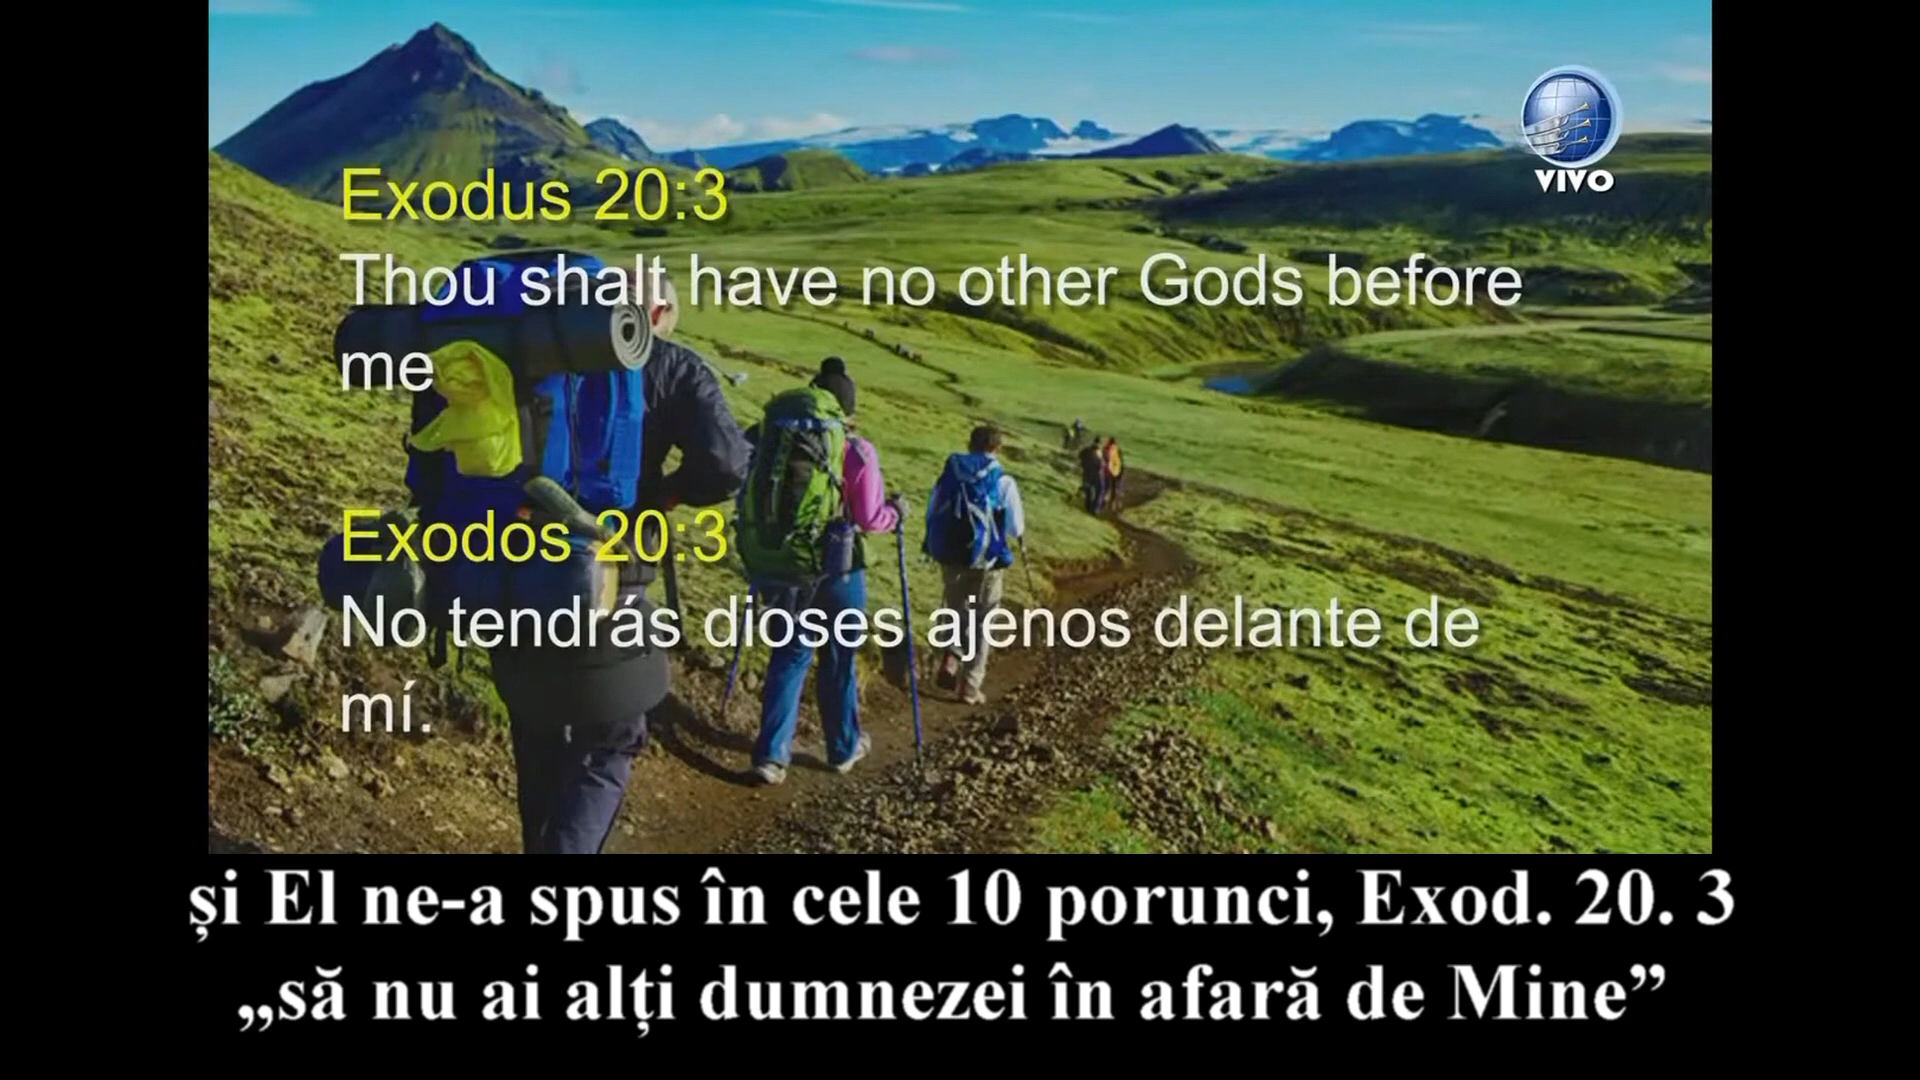 VIVO
Exodus 20:3
Thou shalt have no other Gods before
me
Exodos 20:3
No tendrás dioses ajenos delante de
mí.
și El ne-a spus în cele 10 porunci, Exod. 20. 3
„să nu ai alți dumnezei în afară de Mine”